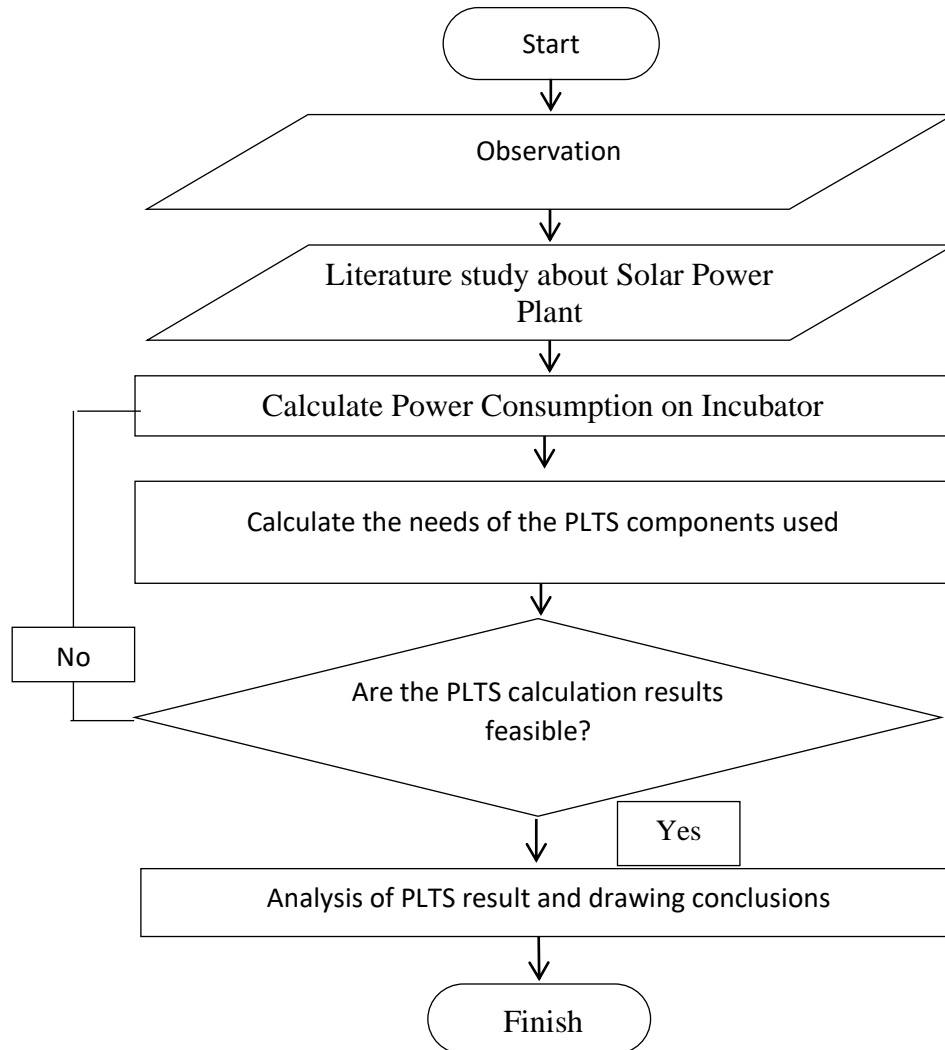 Start
Observation
Literature study about Solar Power
Plant
Calculate Power Consumption on Incubator
Calculate the needs of the PLTS components used
No
Are the PLTS calculation results
feasible?
Yes
Analysis of PLTS result and drawing conclusions
Finish